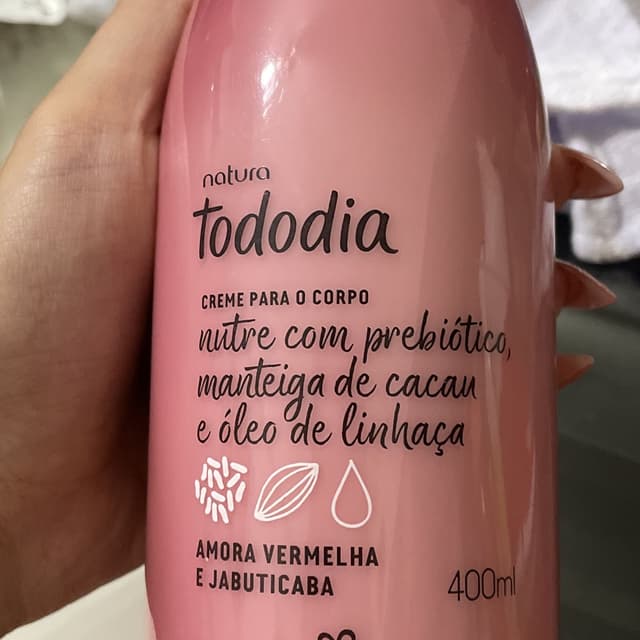 natura
tododia
CREME PARA O CORPO
nutre com prebiótico,
manteiga de cacau
e óleo de linhaça
AMORA VERMELHA
E JABUTICABA
400ml